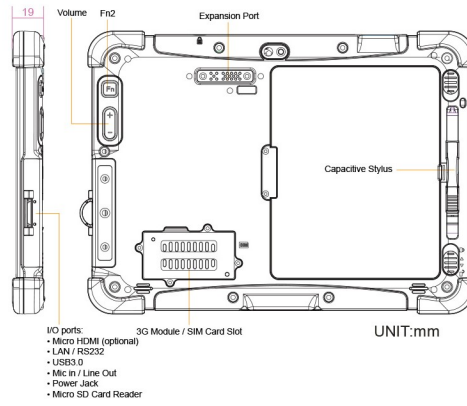 19
Volume
Fn2
Expansion Port
Fn
+
-
Capacitive Stylus
I/O ports:
• Micro HDMI (optional)
• LAN / RS232
• USB3.0
• Mic in / Line Out
• Power Jack
• Micro SD Card Reader
3G Module / SIM Card Slot
UNIT:mm